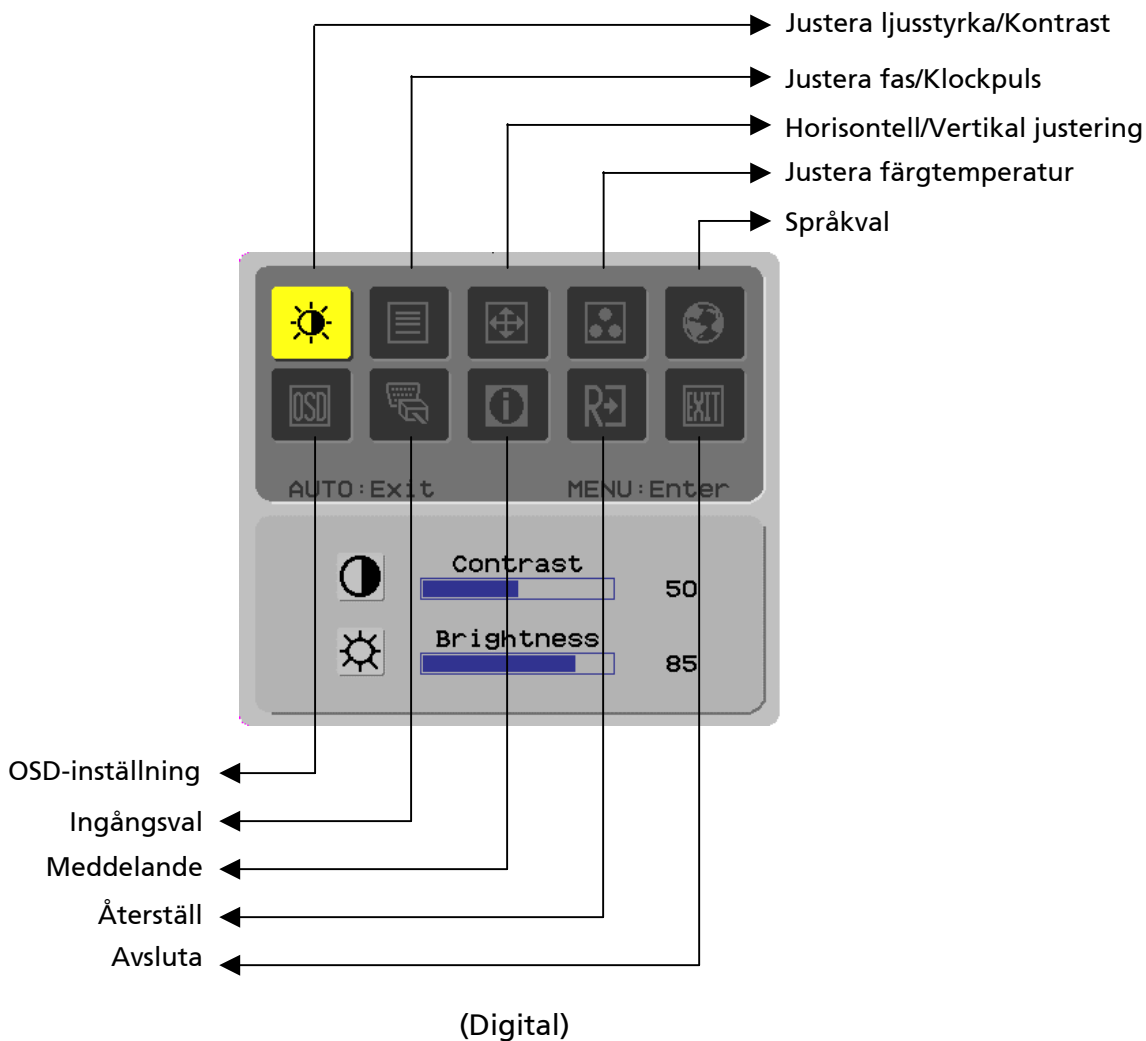 Justera ljusstyrka/Kontrast
Justera fas/Klockpuls
Horisontell/Vertikal justering
Justera färgtemperatur
Språkval
OSD
i
R
EXIT
AUTO:Exit
MENU:Enter
Contrast
50
Brightness
85
OSD-inställning
Ingångsval
Meddelande
Återställ
Avsluta
(Digital)